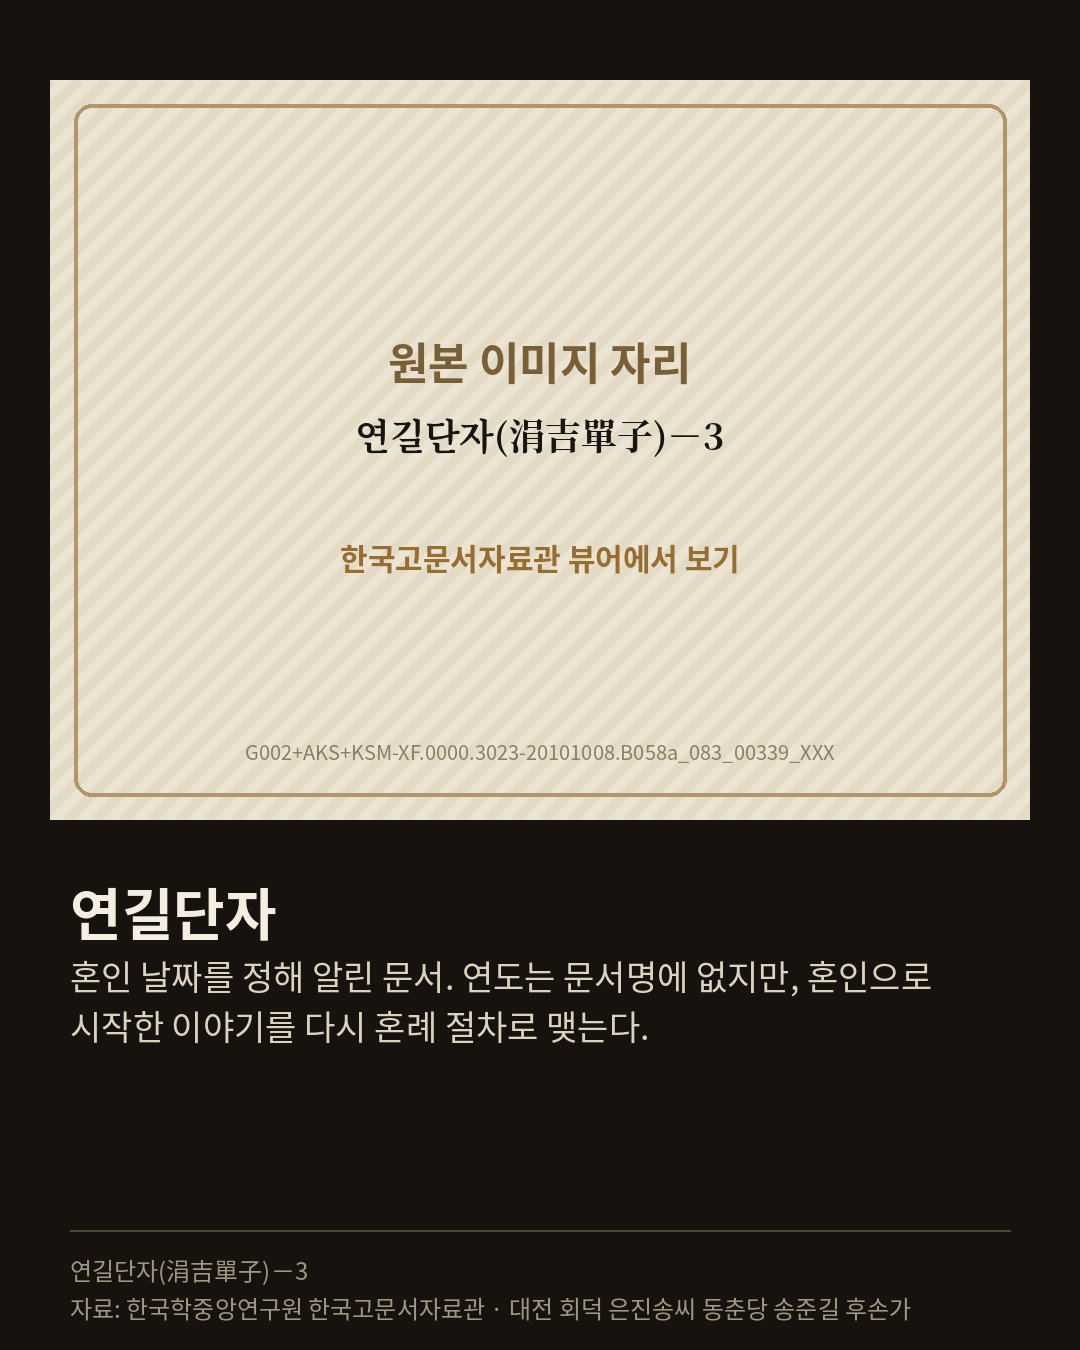 원본 이미지 자리
연길단자(涓吉單子)－3
한국고문서자료관 뷰어에서 보기
G002+AKS+KSM-XF.0000.3023-20101008.B058a_083_00339_XXX
연길단자
혼인 날짜를 정해 알린 문서. 연도는 문서명에 없지만, 혼인으로
시작한 이야기를 다시 혼례 절차로 맺는다.
연길단자(涓吉單子)－3
자료: 한국학중앙연구원 한국고문서자료관 · 대전 회덕 은진송씨 동춘당 송준길 후손가